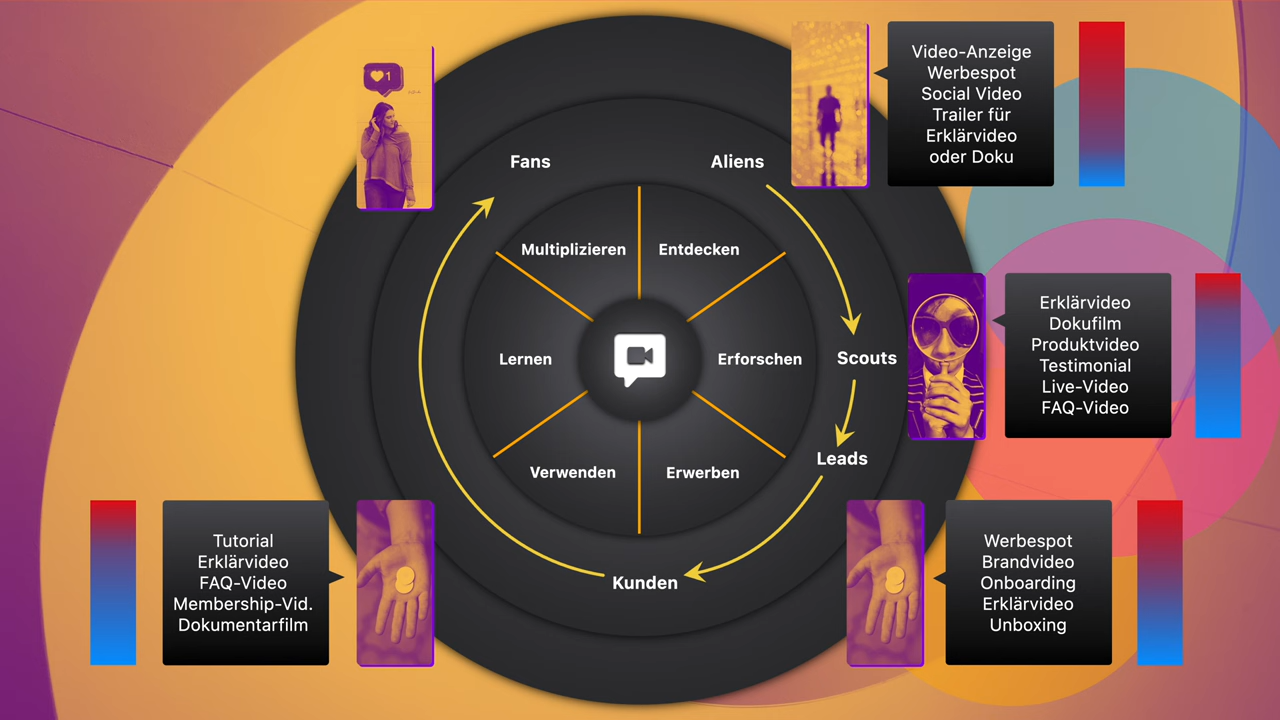 Video-Anzeige
Werbespot
Social Video
Trailer für
Erklärvideo
oder Doku
1
Fans
Aliens
Multiplizieren
Entdecken
Erklärvideo
Dokufilm
Produktvideo
Testimonial
Live-Video
FAQ-Video
Lernen
Erforschen
Scouts
Leads
Verwenden
Erwerben
Tutorial
Erklärvideo
FAQ-Video
Membership-Vid.
Dokumentarfilm
Kunden
Werbespot
Brandvideo
Onboarding
Erklärvideo
Unboxing